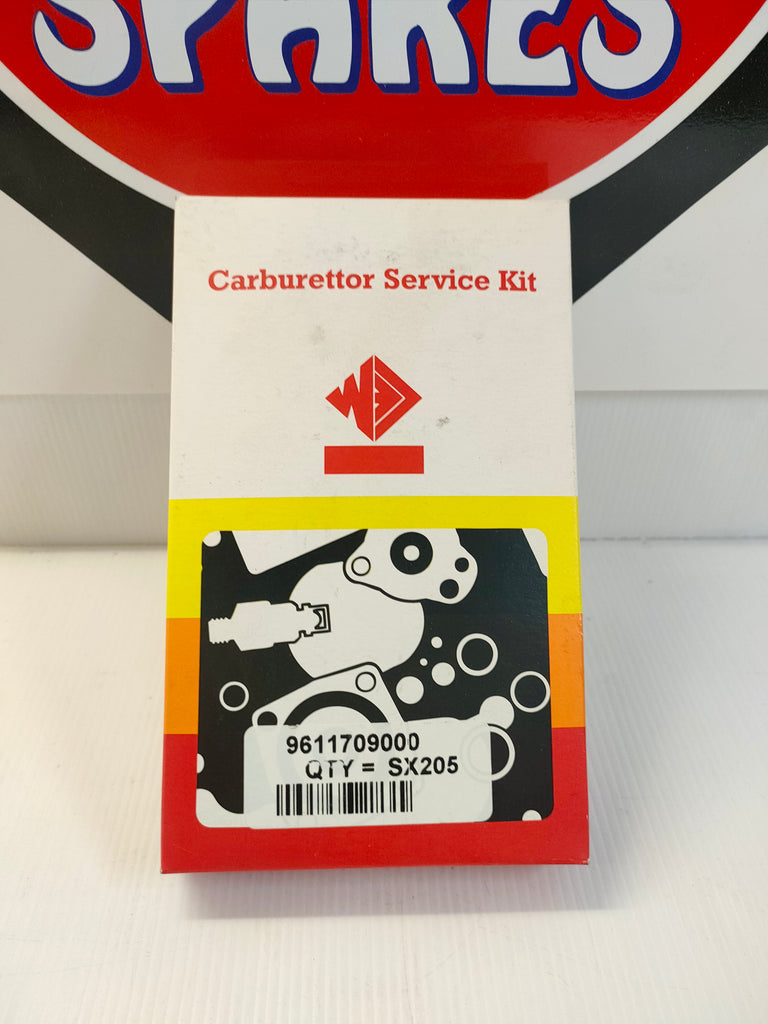 SPARES
Carburettor Service Kit
9611709000
QTY = SX205